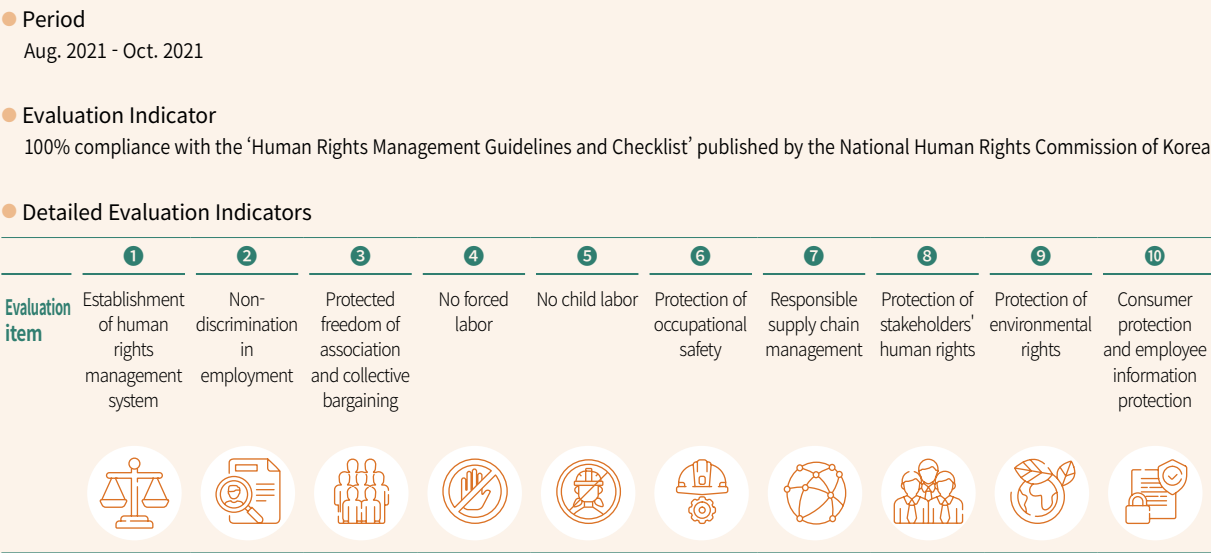 Period
Aug. 2021 - Oct. 2021
Evaluation Indicator
100% compliance with the ‘Human Rights Management Guidelines and Checklist’ published by the National Human Rights Commission of Korea
Detailed Evaluation Indicators
Evaluation
item
1
Establishment
of human
rights
management
system
2
Non-
discrimination
in
employment
3
Protected
freedom of
association
and collective
bargaining
4
No forced
labor
5
No child labor
6
Protection of
occupational
safety
7
Responsible
supply chain
management
8
Protection of
stakeholders'
human rights
9
Protection of
environmental
rights
10
Consumer
protection
and employee
information
protection